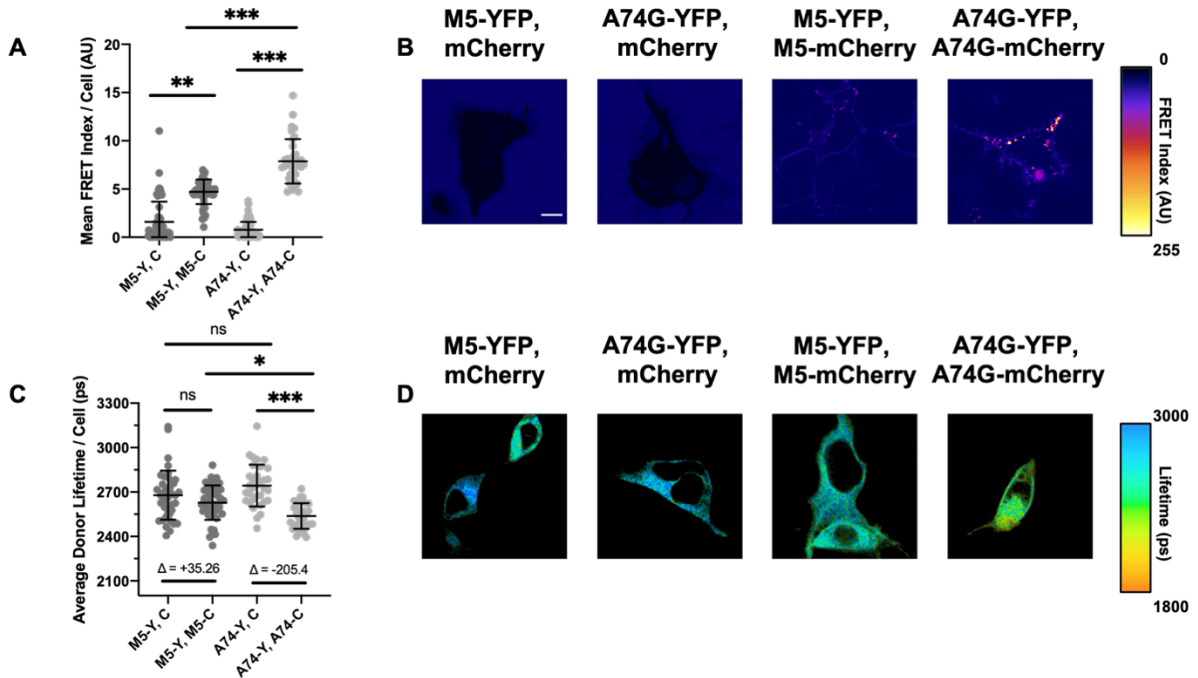 A
Mean FRET Index / Cell (AU)
20
15
10
5
0
***
**
***
M5-Y, C
M5-Y, M5-C
A74-Y, C
A74-Y, A74-C
B
M5-YFP,
mCherry
A74G-YFP,
mCherry
M5-YFP,
M5-mCherry
A74G-YFP,
A74G-mCherry
0
FRET Index (AU)
255
C
Average Donor Lifetime / Cell (ps)
3300
3000
2700
2400
2100
ns
*
ns
***
Δ = +35.26
Δ = -205.4
M5-Y, C
M5-Y, M5-C
A74-Y, C
A74-Y, A74-C
D
M5-YFP,
mCherry
A74G-YFP,
mCherry
M5-YFP,
M5-mCherry
A74G-YFP,
A74G-mCherry
3000
Lifetime (ps)
1800